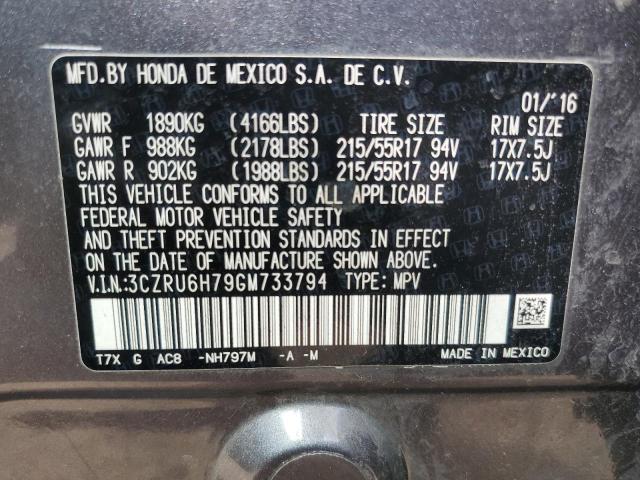 MFD.BY HONDA DE MEXICO S.A. DE C.V.
01/'16
GVWR 1890KG (4166LBS) TIRE SIZE RIM SIZE
GAWR F 988KG (2178LBS) 215/55R17 94V 17X7.5J
GAWR R 902KG (1988LBS) 215/55R17 94V 17X7.5J
THIS VEHICLE CONFORMS TO ALL APPLICABLE
FEDERAL MOTOR VEHICLE SAFETY
AND THEFT PREVENTION STANDARDS IN EFFECT
ON THE DATE OF MANUFACTURE SHOWN ABOVE.
V.I.N.:3CZRU6H79GM733794 TYPE: MPV
T7X G AC8 -NH797M -A -M MADE IN MEXICO